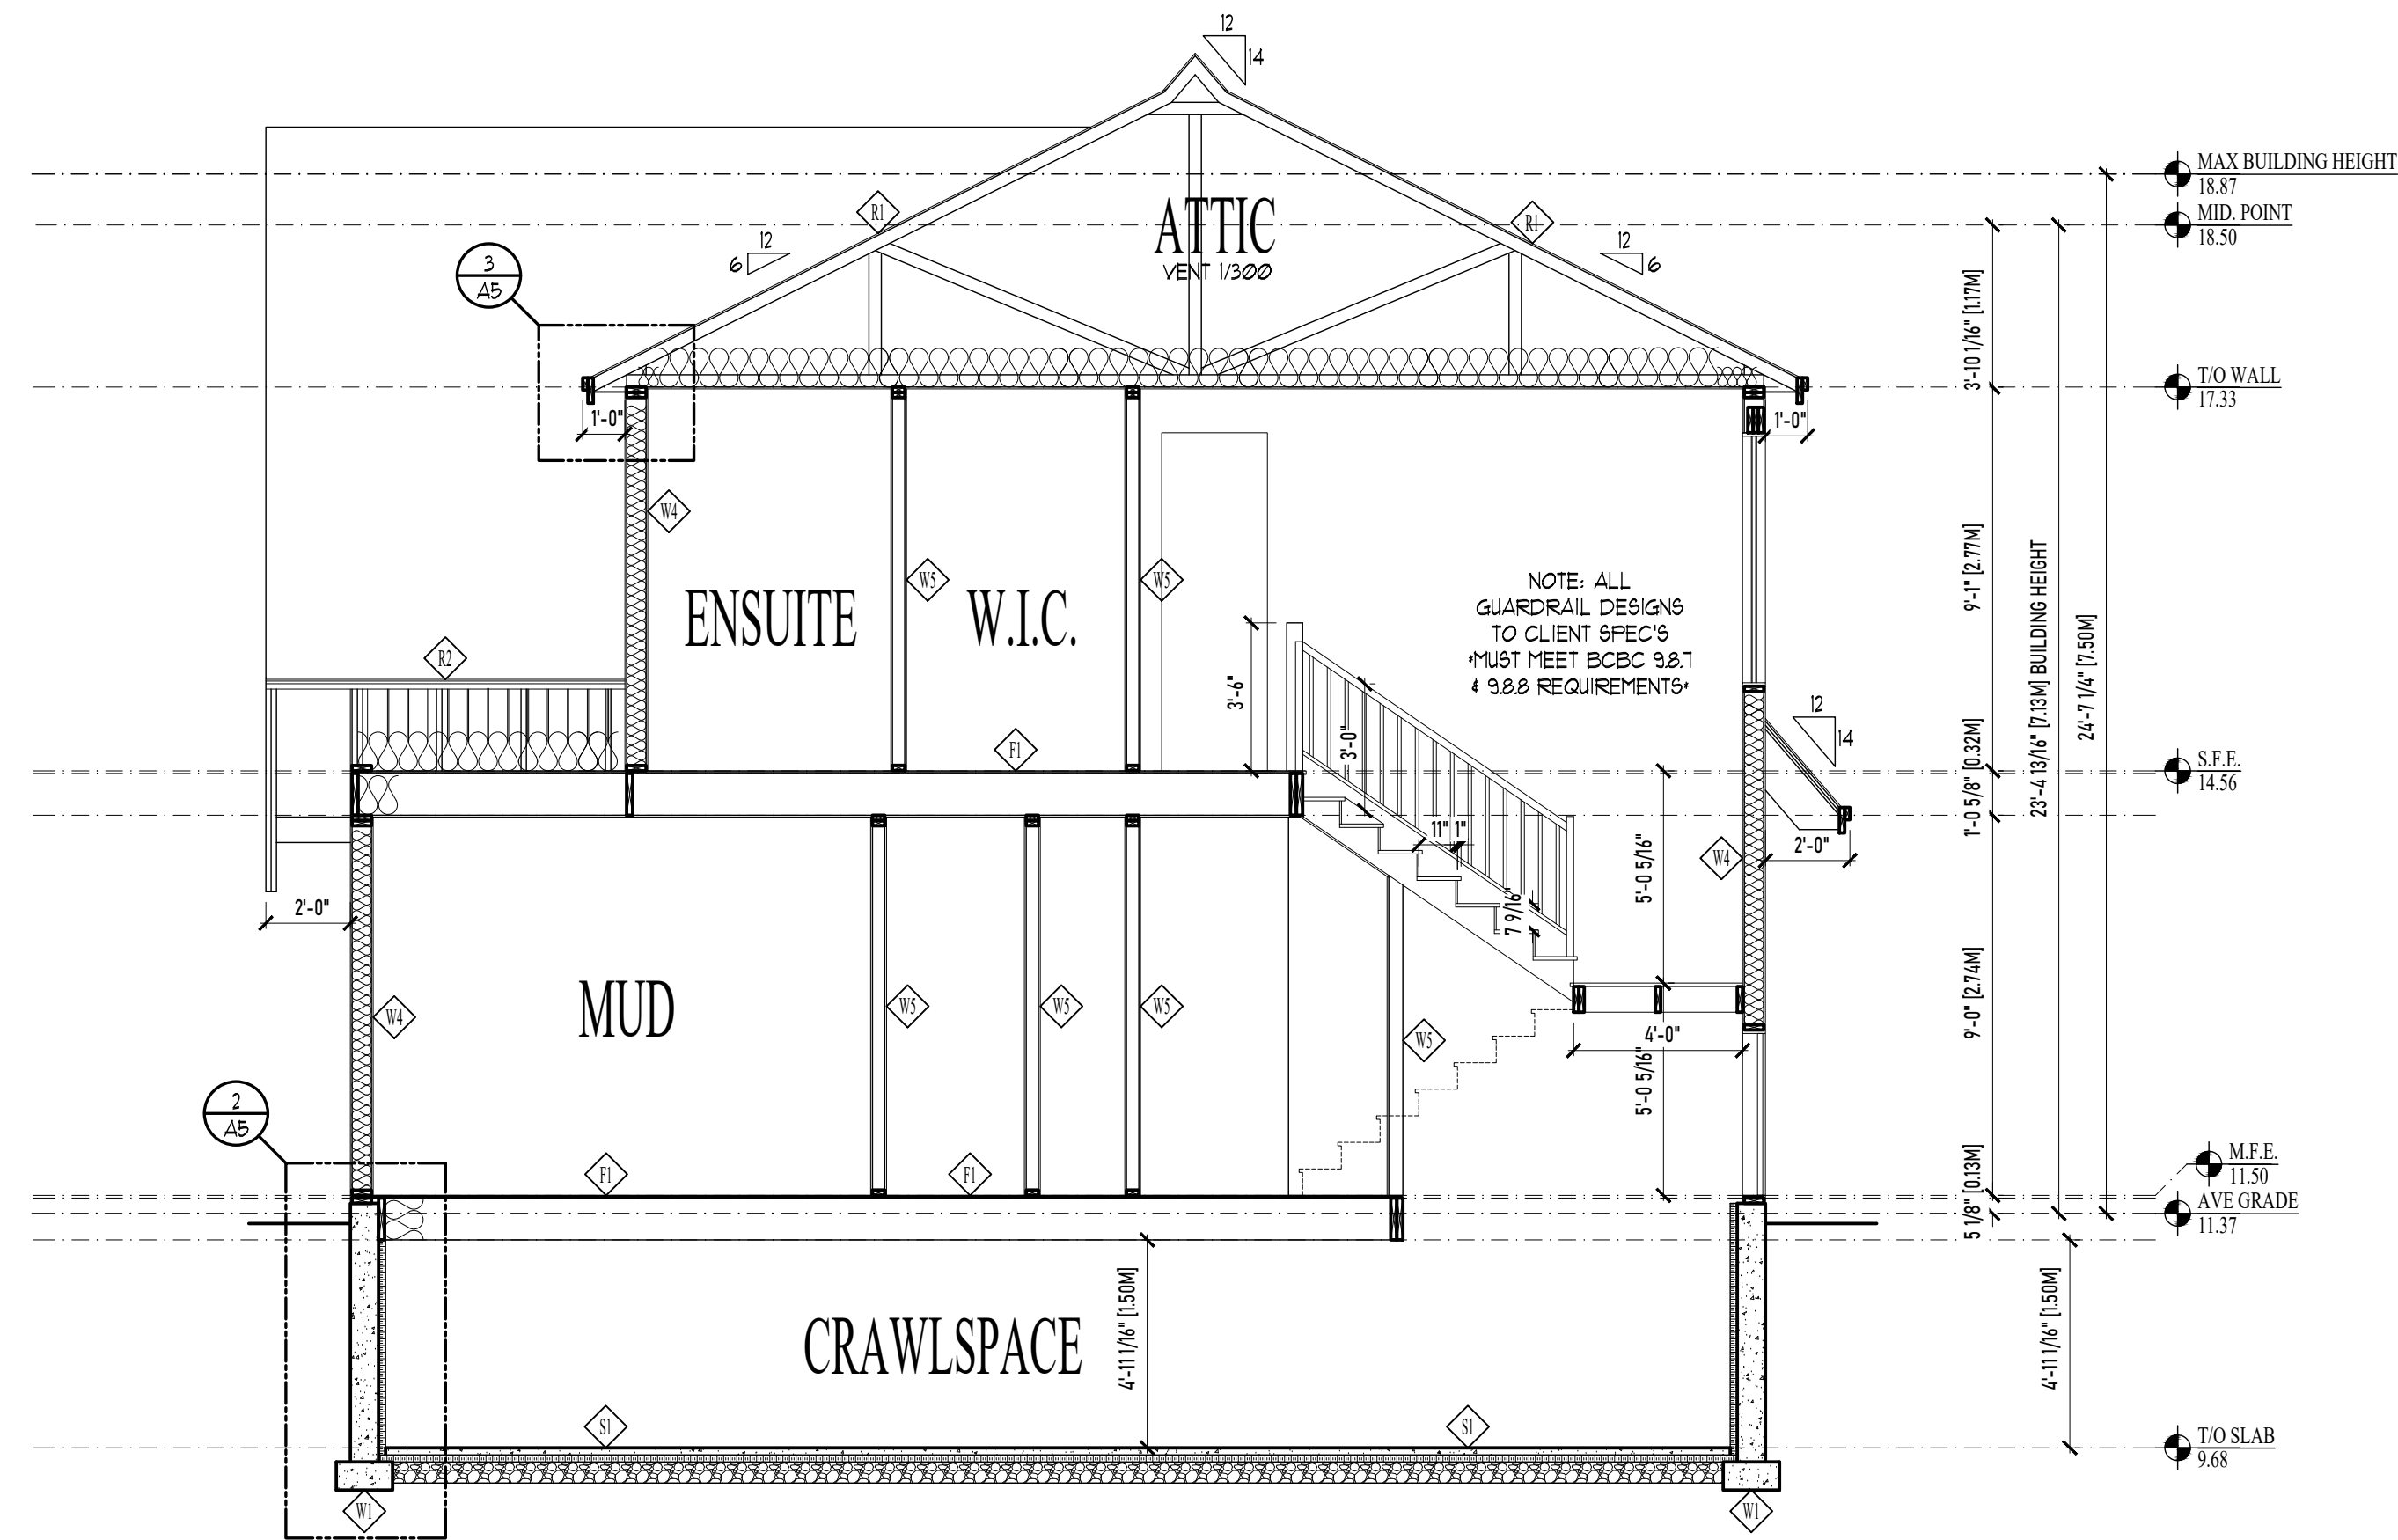 12
14
MAX BUILDING HEIGHT
18.87
MID. POINT
18.50
R1
ATTIC
VENT 1/300
R1
12
6
12
6
3
A5
3'-10 1/16" [1.17M]
T/O WALL
17.33
1'-0"
1'-0"
W4
ENSUITE
W5
W.I.C.
W5
NOTE: ALL
GUARDRAIL DESIGNS
TO CLIENT SPEC'S
*MUST MEET BCBC 9.8.7
& 9.8.8 REQUIREMENTS*
9'-1" [2.77M]
23'-4 13/16" [7.13M] BUILDING HEIGHT
24'-7 1/4" [7.50M]
R2
3'-6"
F1
3'-0"
12
14
S.F.E.
14.56
1'-0 5/8" [0.32M]
11" 1"
7 9/16"
5'-0 5/16"
W4
2'-0"
2'-0"
MUD
W4
W5
W5
W5
W5
4'-0"
5'-0 5/16"
9'-0" [2.74M]
2
A5
F1
F1
M.F.E.
11.50
AVE GRADE
11.37
5 1/8" [0.13M]
CRAWLSPACE
4'-11 1/16" [1.50M]
4'-11 1/16" [1.50M]
S1
S1
T/O SLAB
9.68
W1
W1